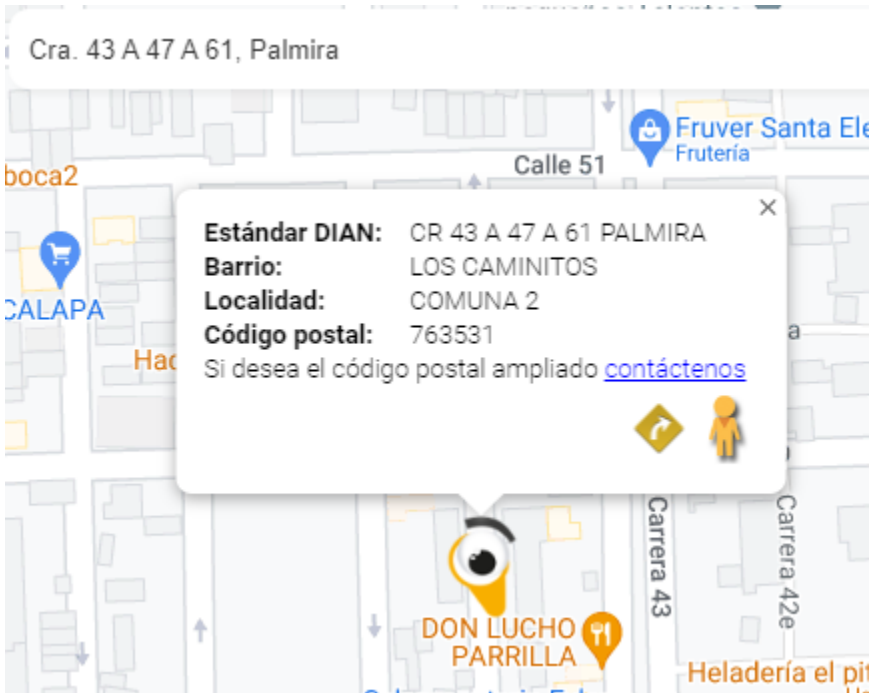 Cra. 43 A 47 A 61, Palmira
Fruver Santa Ele
Frutería
Calle 51
boca2
Estándar DIAN: CR 43 A 47 A 61 PALMIRA
Barrio: LOS CAMINITOS
Localidad: COMUNA 2
CALAPA
Código postal: 763531
a
Hac
Si desea el código postal ampliado contáctenos
Carrera 43
Carrera 42e
DON LUCHO
PARRILLA
Heladería el pit